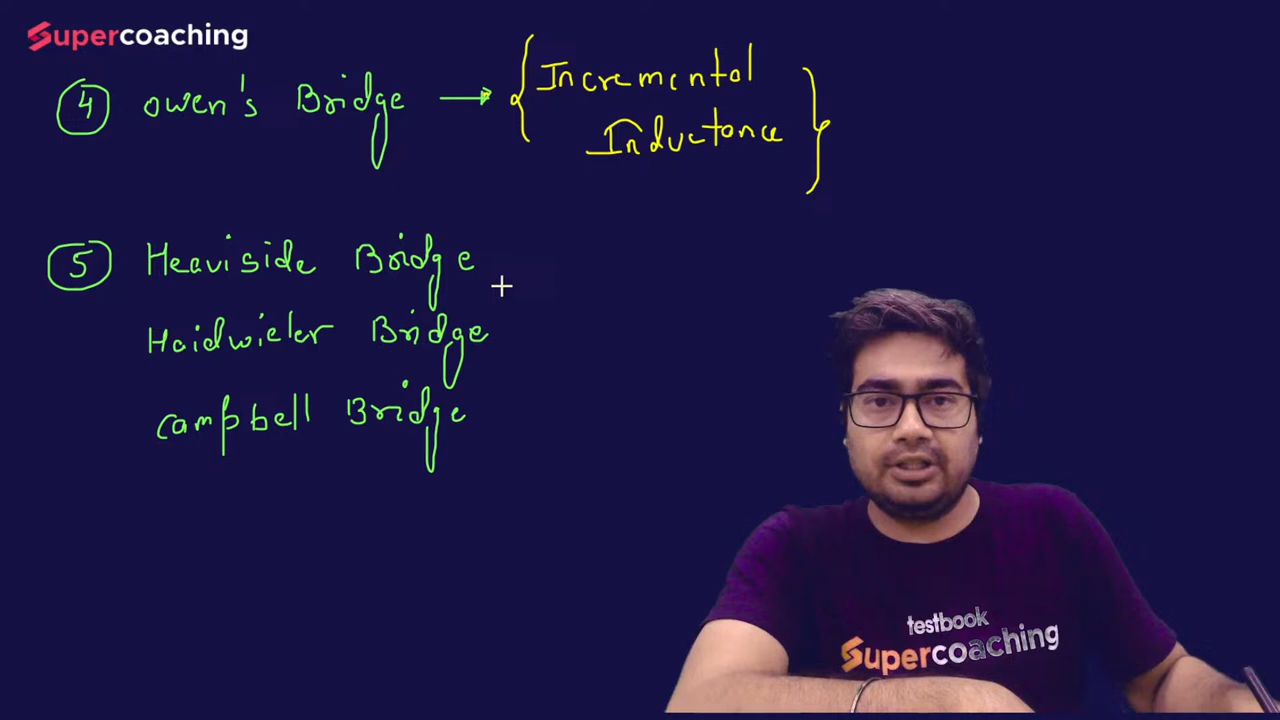 Supercoaching
4 owen's Bridge → { Incremental
Inductance }
5 Heaviside Bridge
Haidwieler Bridge
campbell Bridge
testbook
Supercoaching